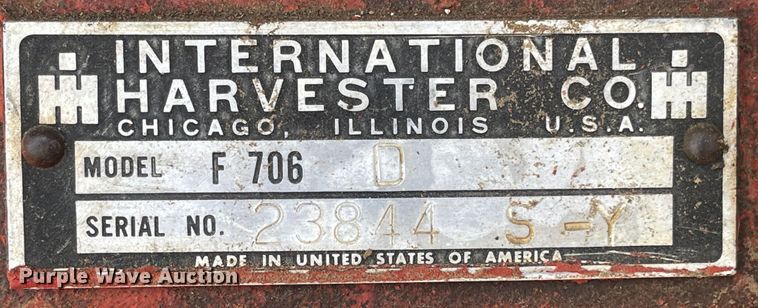 INTERNATIONAL
HARVESTER CO.
CHICAGO, ILLINOIS U.S.A.
MODEL F 706 D
SERIAL NO. 23844 S-Y
MADE IN UNITED STATES OF AMERICA
Purple Wave Auction